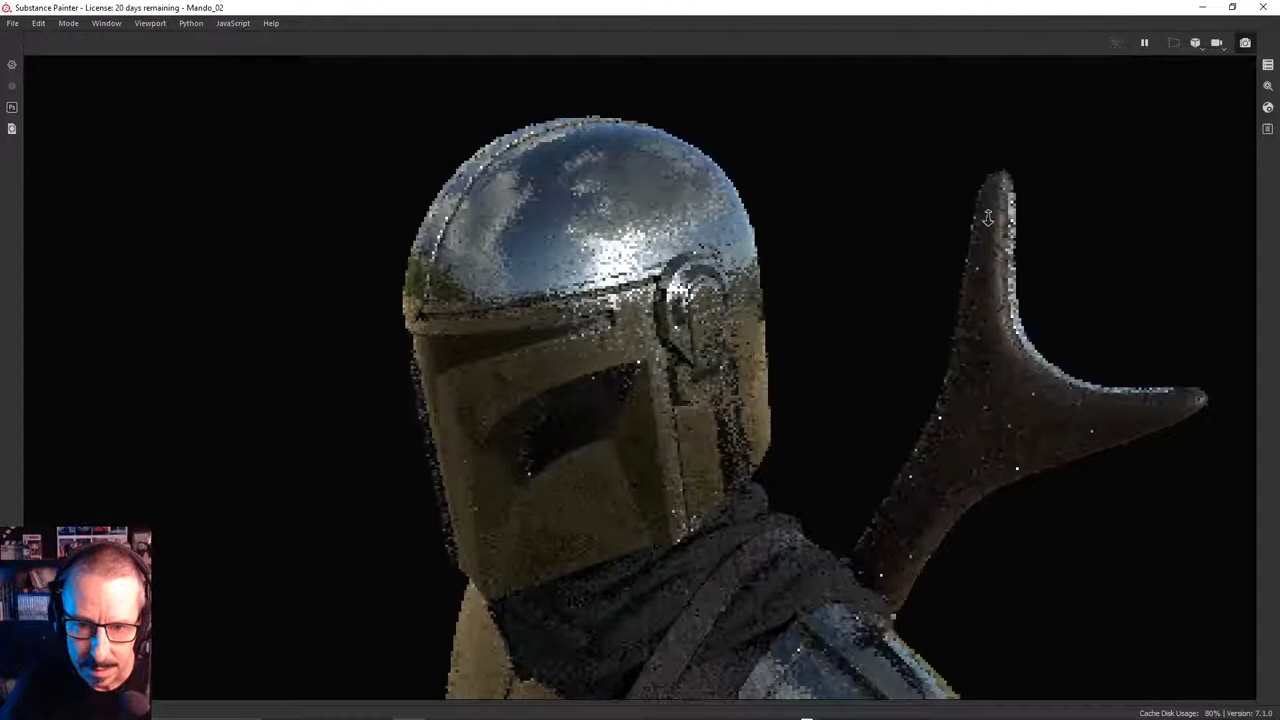 Substance Painter - License: 20 days remaining - Mando_02
File Edit Mode Window Viewport Python JavaScript Help
Ps
Cache Disk Usage: 80% | Version: 7.1.0